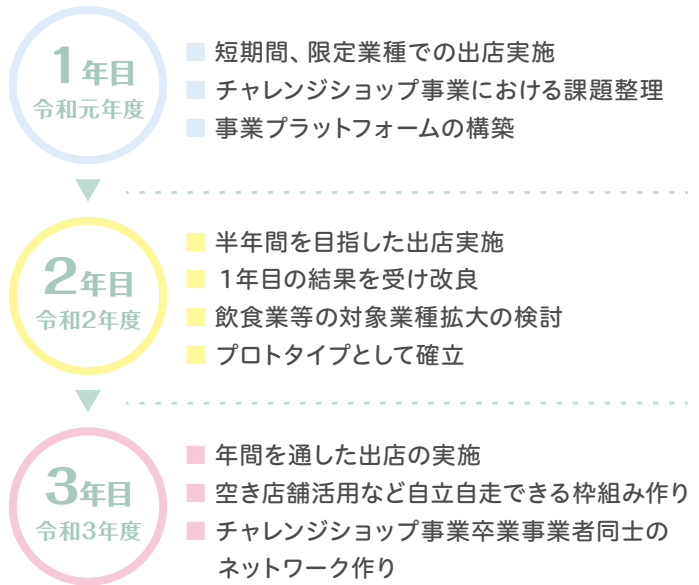 1年目
令和元年度
短期間、限定業種での出店実施
チャレンジショップ事業における課題整理
事業プラットフォームの構築
2年目
令和2年度
半年間を目指した出店実施
1年目の結果を受け改良
飲食業等の対象業種拡大の検討
プロトタイプとして確立
3年目
令和3年度
年間を通した出店の実施
空き店舗活用など自立自走できる枠組み作り
チャレンジショップ事業卒業事業者同士の
ネットワーク作り